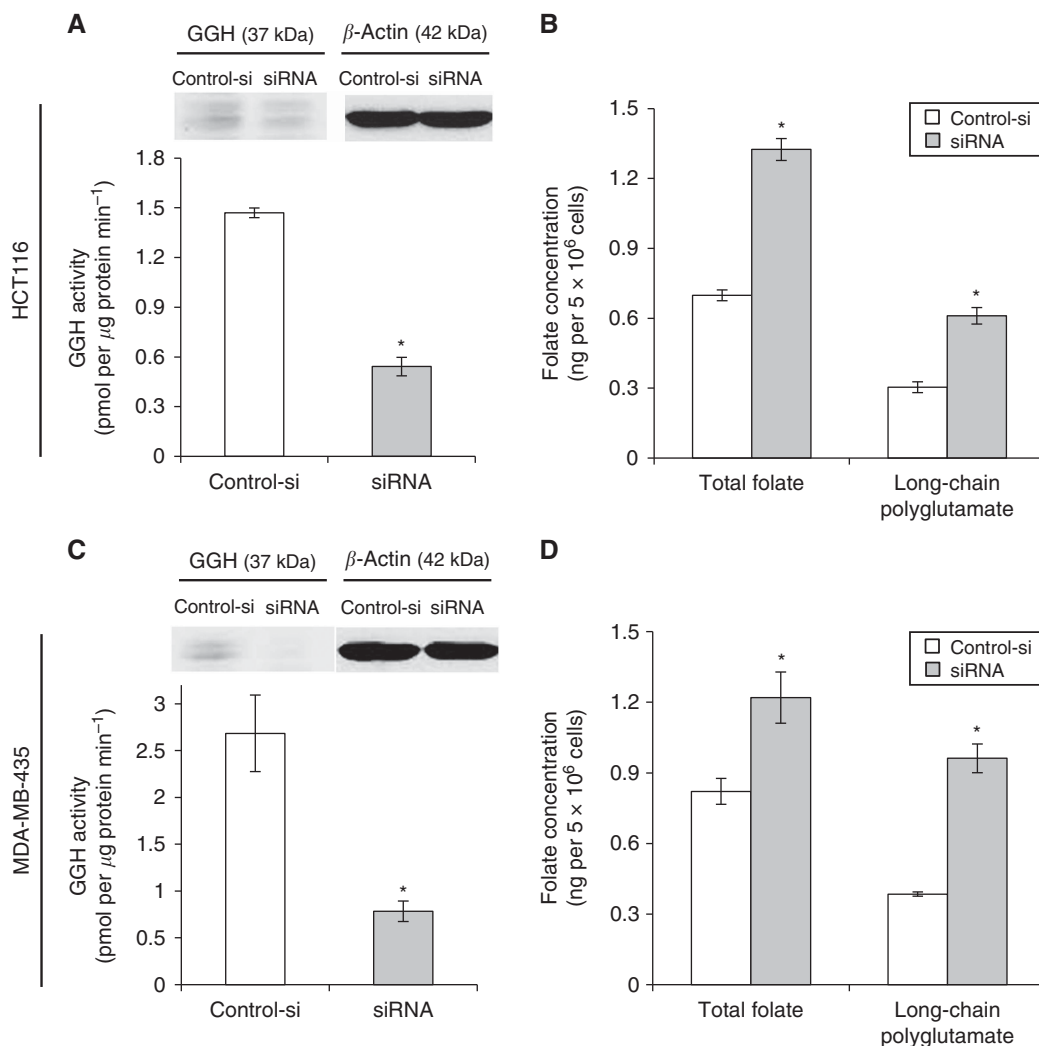 A
GGH (37 kDa) β-Actin (42 kDa)
Control-si siRNA Control-si siRNA
HCT116
GGH activity
(pmol per μg protein min⁻¹)
1.8
1.5
1.2
0.9
0.6
0.3
0
*
Control-si siRNA
B
Control-si
siRNA
Folate concentration
(ng per 5 × 10⁶ cells)
1.5
1.2
0.9
0.6
0.3
0
*
*
Total folate Long-chain
polyglutamate
C
GGH (37 kDa) β-Actin (42 kDa)
Control-si siRNA Control-si siRNA
MDA-MB-435
GGH activity
(pmol per μg protein min⁻¹)
3
2.5
2
1.5
1
0.5
0
*
Control-si siRNA
D
Control-si
siRNA
Folate concentration
(ng per 5 × 10⁶ cells)
1.5
1.2
0.9
0.6
0.3
0
*
*
Total folate Long-chain
polyglutamate